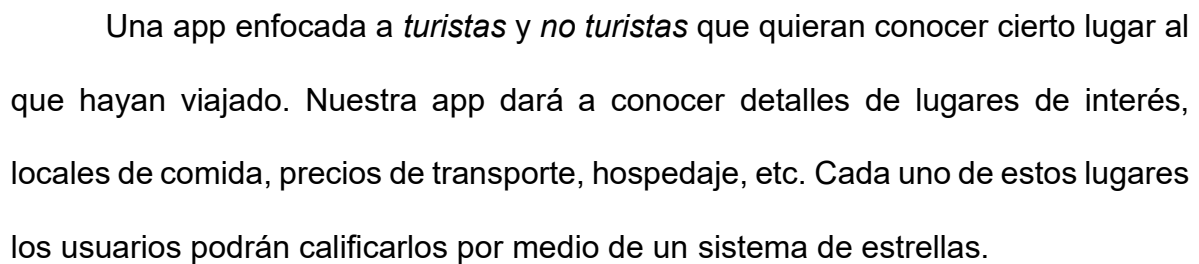 Una app enfocada a turistas y no turistas que quieran conocer cierto lugar al
que hayan viajado. Nuestra app dará a conocer detalles de lugares de interés,
locales de comida, precios de transporte, hospedaje, etc. Cada uno de estos lugares
los usuarios podrán calificarlos por medio de un sistema de estrellas.